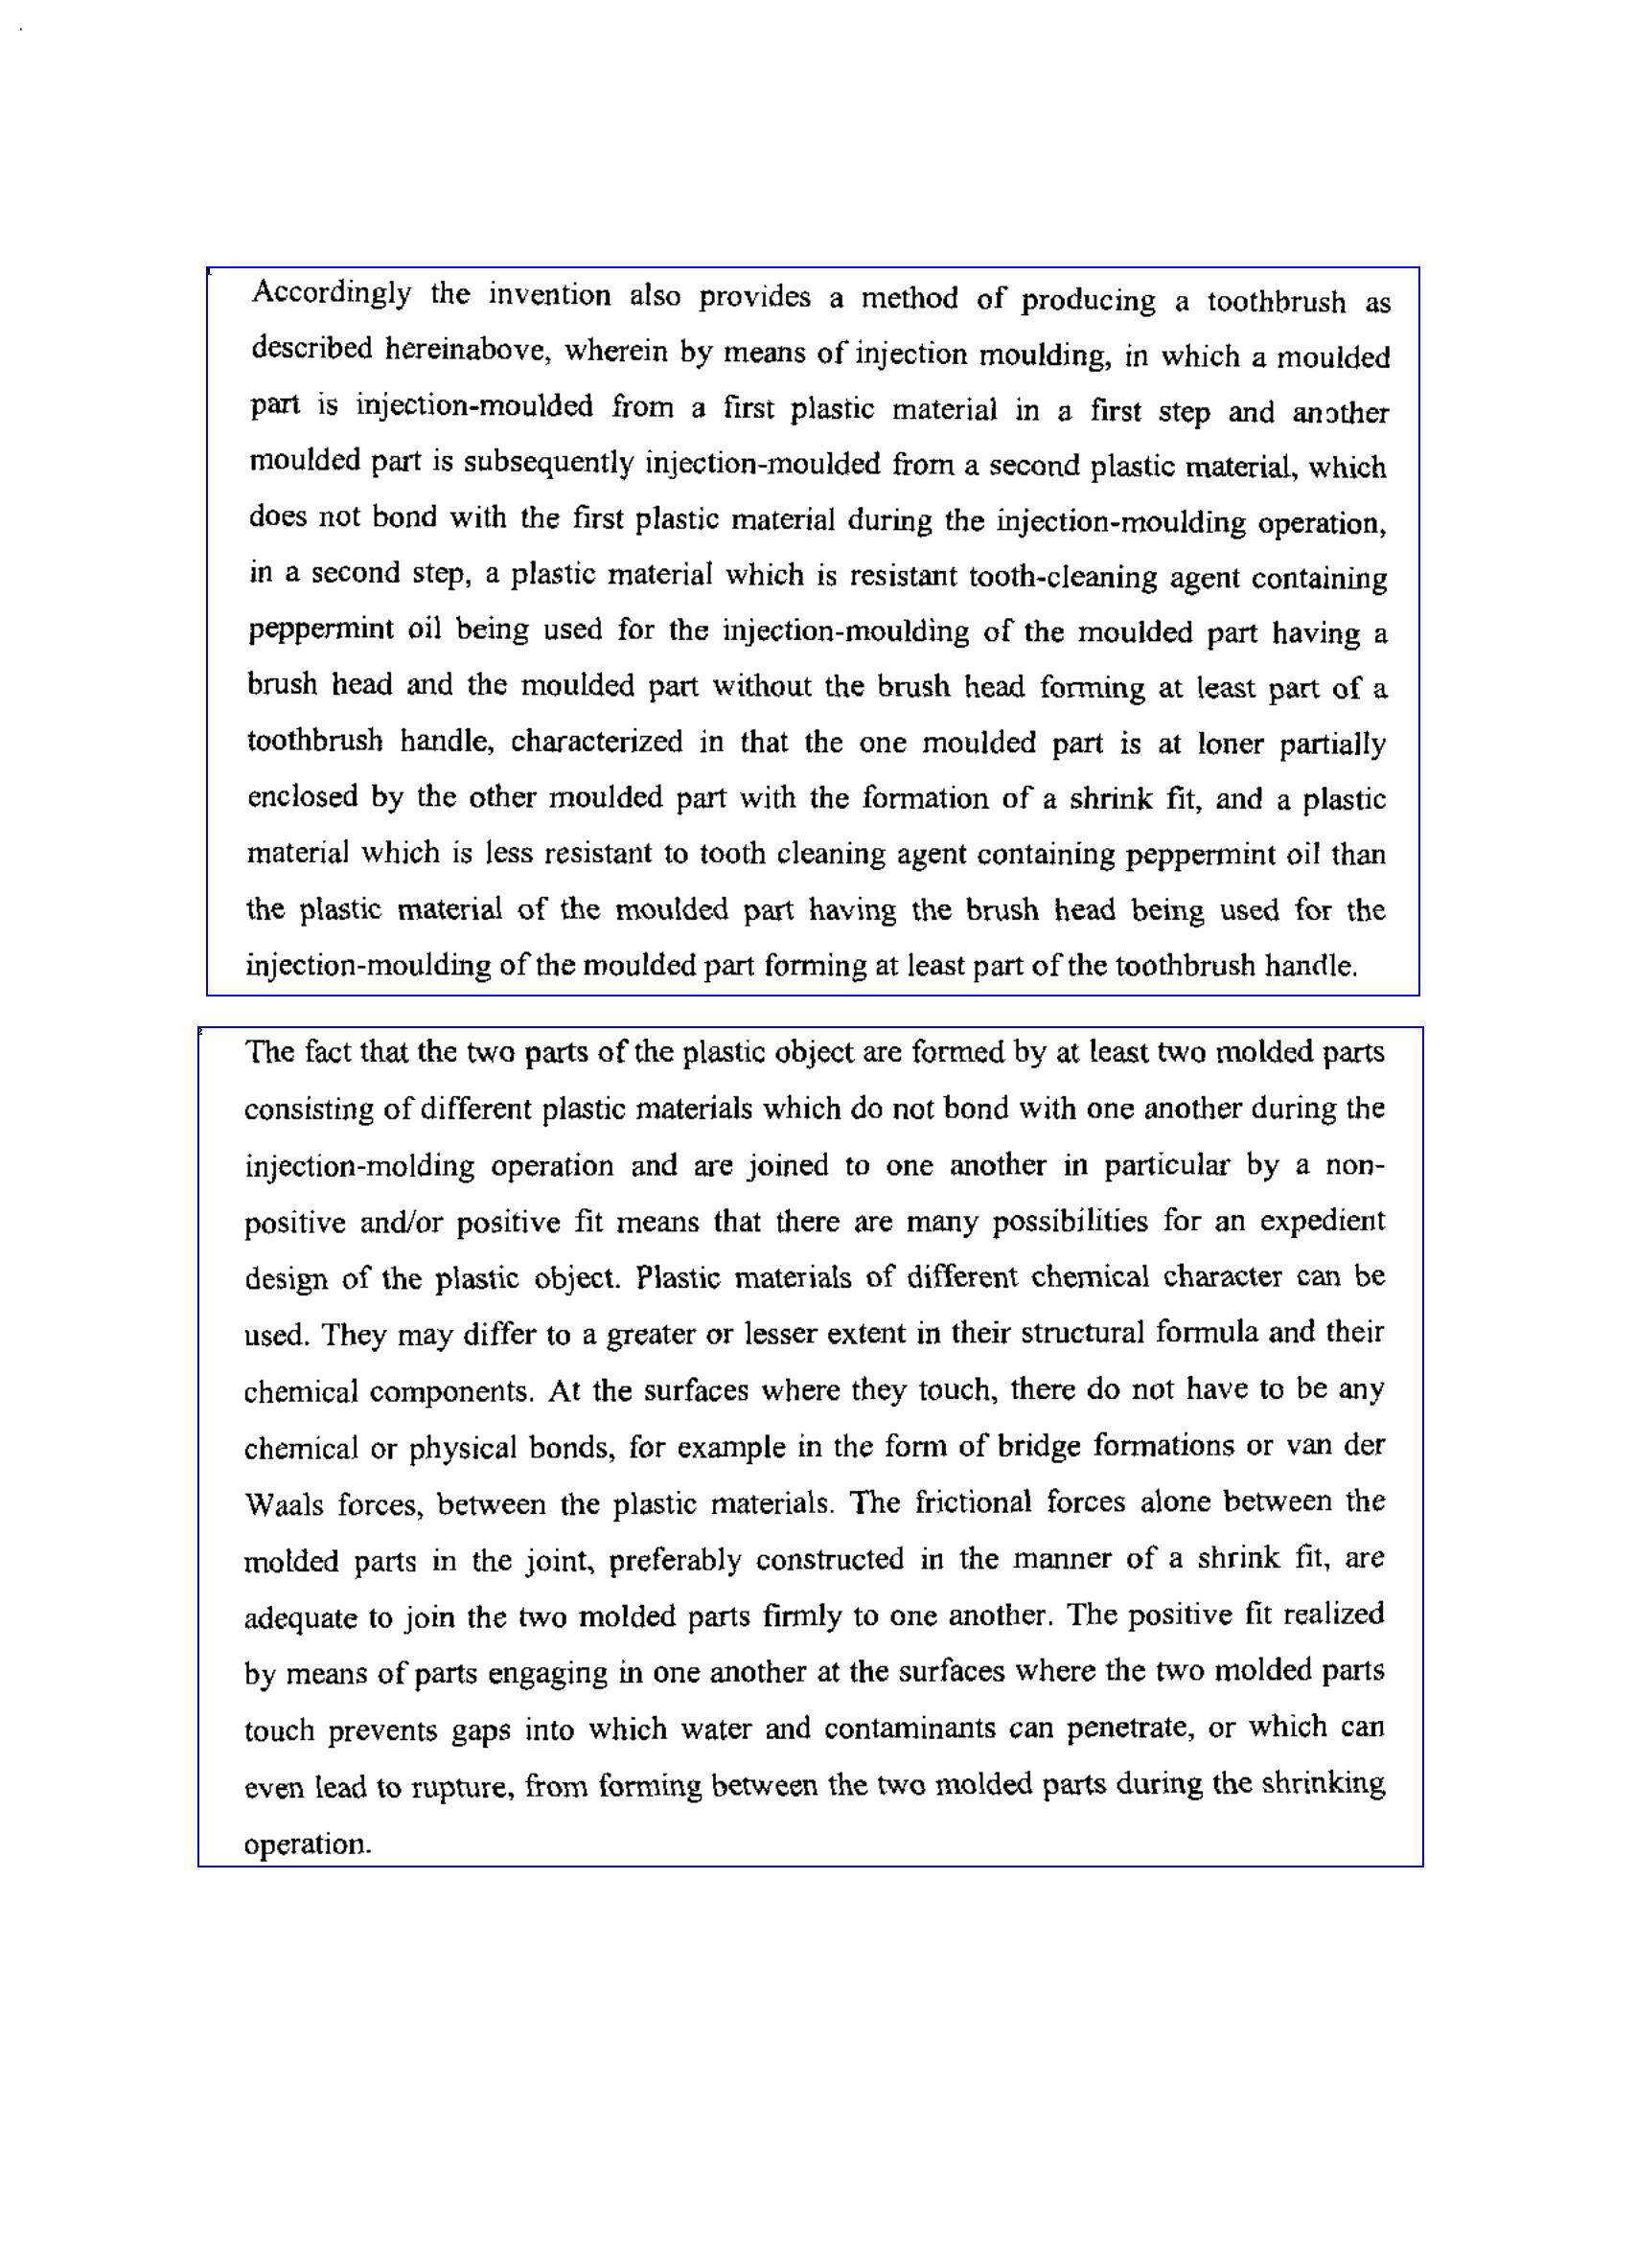 Accordingly the invention also provides a method of producing a toothbrush as
described hereinabove, wherein by means of injection moulding, in which a moulded
part is injection-moulded from a first plastic material in a first step and another
moulded part is subsequently injection-moulded from a second plastic material, which
does not bond with the first plastic material during the injection-moulding operation,
in a second step, a plastic material which is resistant tooth-cleaning agent containing
peppermint oil being used for the injection-moulding of the moulded part having a
brush head and the moulded part without the brush head forming at least part of a
toothbrush handle, characterized in that the one moulded part is at loner partially
enclosed by the other moulded part with the formation of a shrink fit, and a plastic
material which is less resistant to tooth cleaning agent containing peppermint oil than
the plastic material of the moulded part having the brush head being used for the
injection-moulding of the moulded part forming at least part of the toothbrush handle.
The fact that the two parts of the plastic object are formed by at least two molded parts
consisting of different plastic materials which do not bond with one another during the
injection-molding operation and are joined to one another in particular by a non-
positive and/or positive fit means that there are many possibilities for an expedient
design of the plastic object. Plastic materials of different chemical character can be
used. They may differ to a greater or lesser extent in their structural formula and their
chemical components. At the surfaces where they touch, there do not have to be any
chemical or physical bonds, for example in the form of bridge formations or van der
Waals forces, between the plastic materials. The frictional forces alone between the
molded parts in the joint, preferably constructed in the manner of a shrink fit, are
adequate to join the two molded parts firmly to one another. The positive fit realized
by means of parts engaging in one another at the surfaces where the two molded parts
touch prevents gaps into which water and contaminants can penetrate, or which can
even lead to rupture, from forming between the two molded parts during the shrinking
operation.